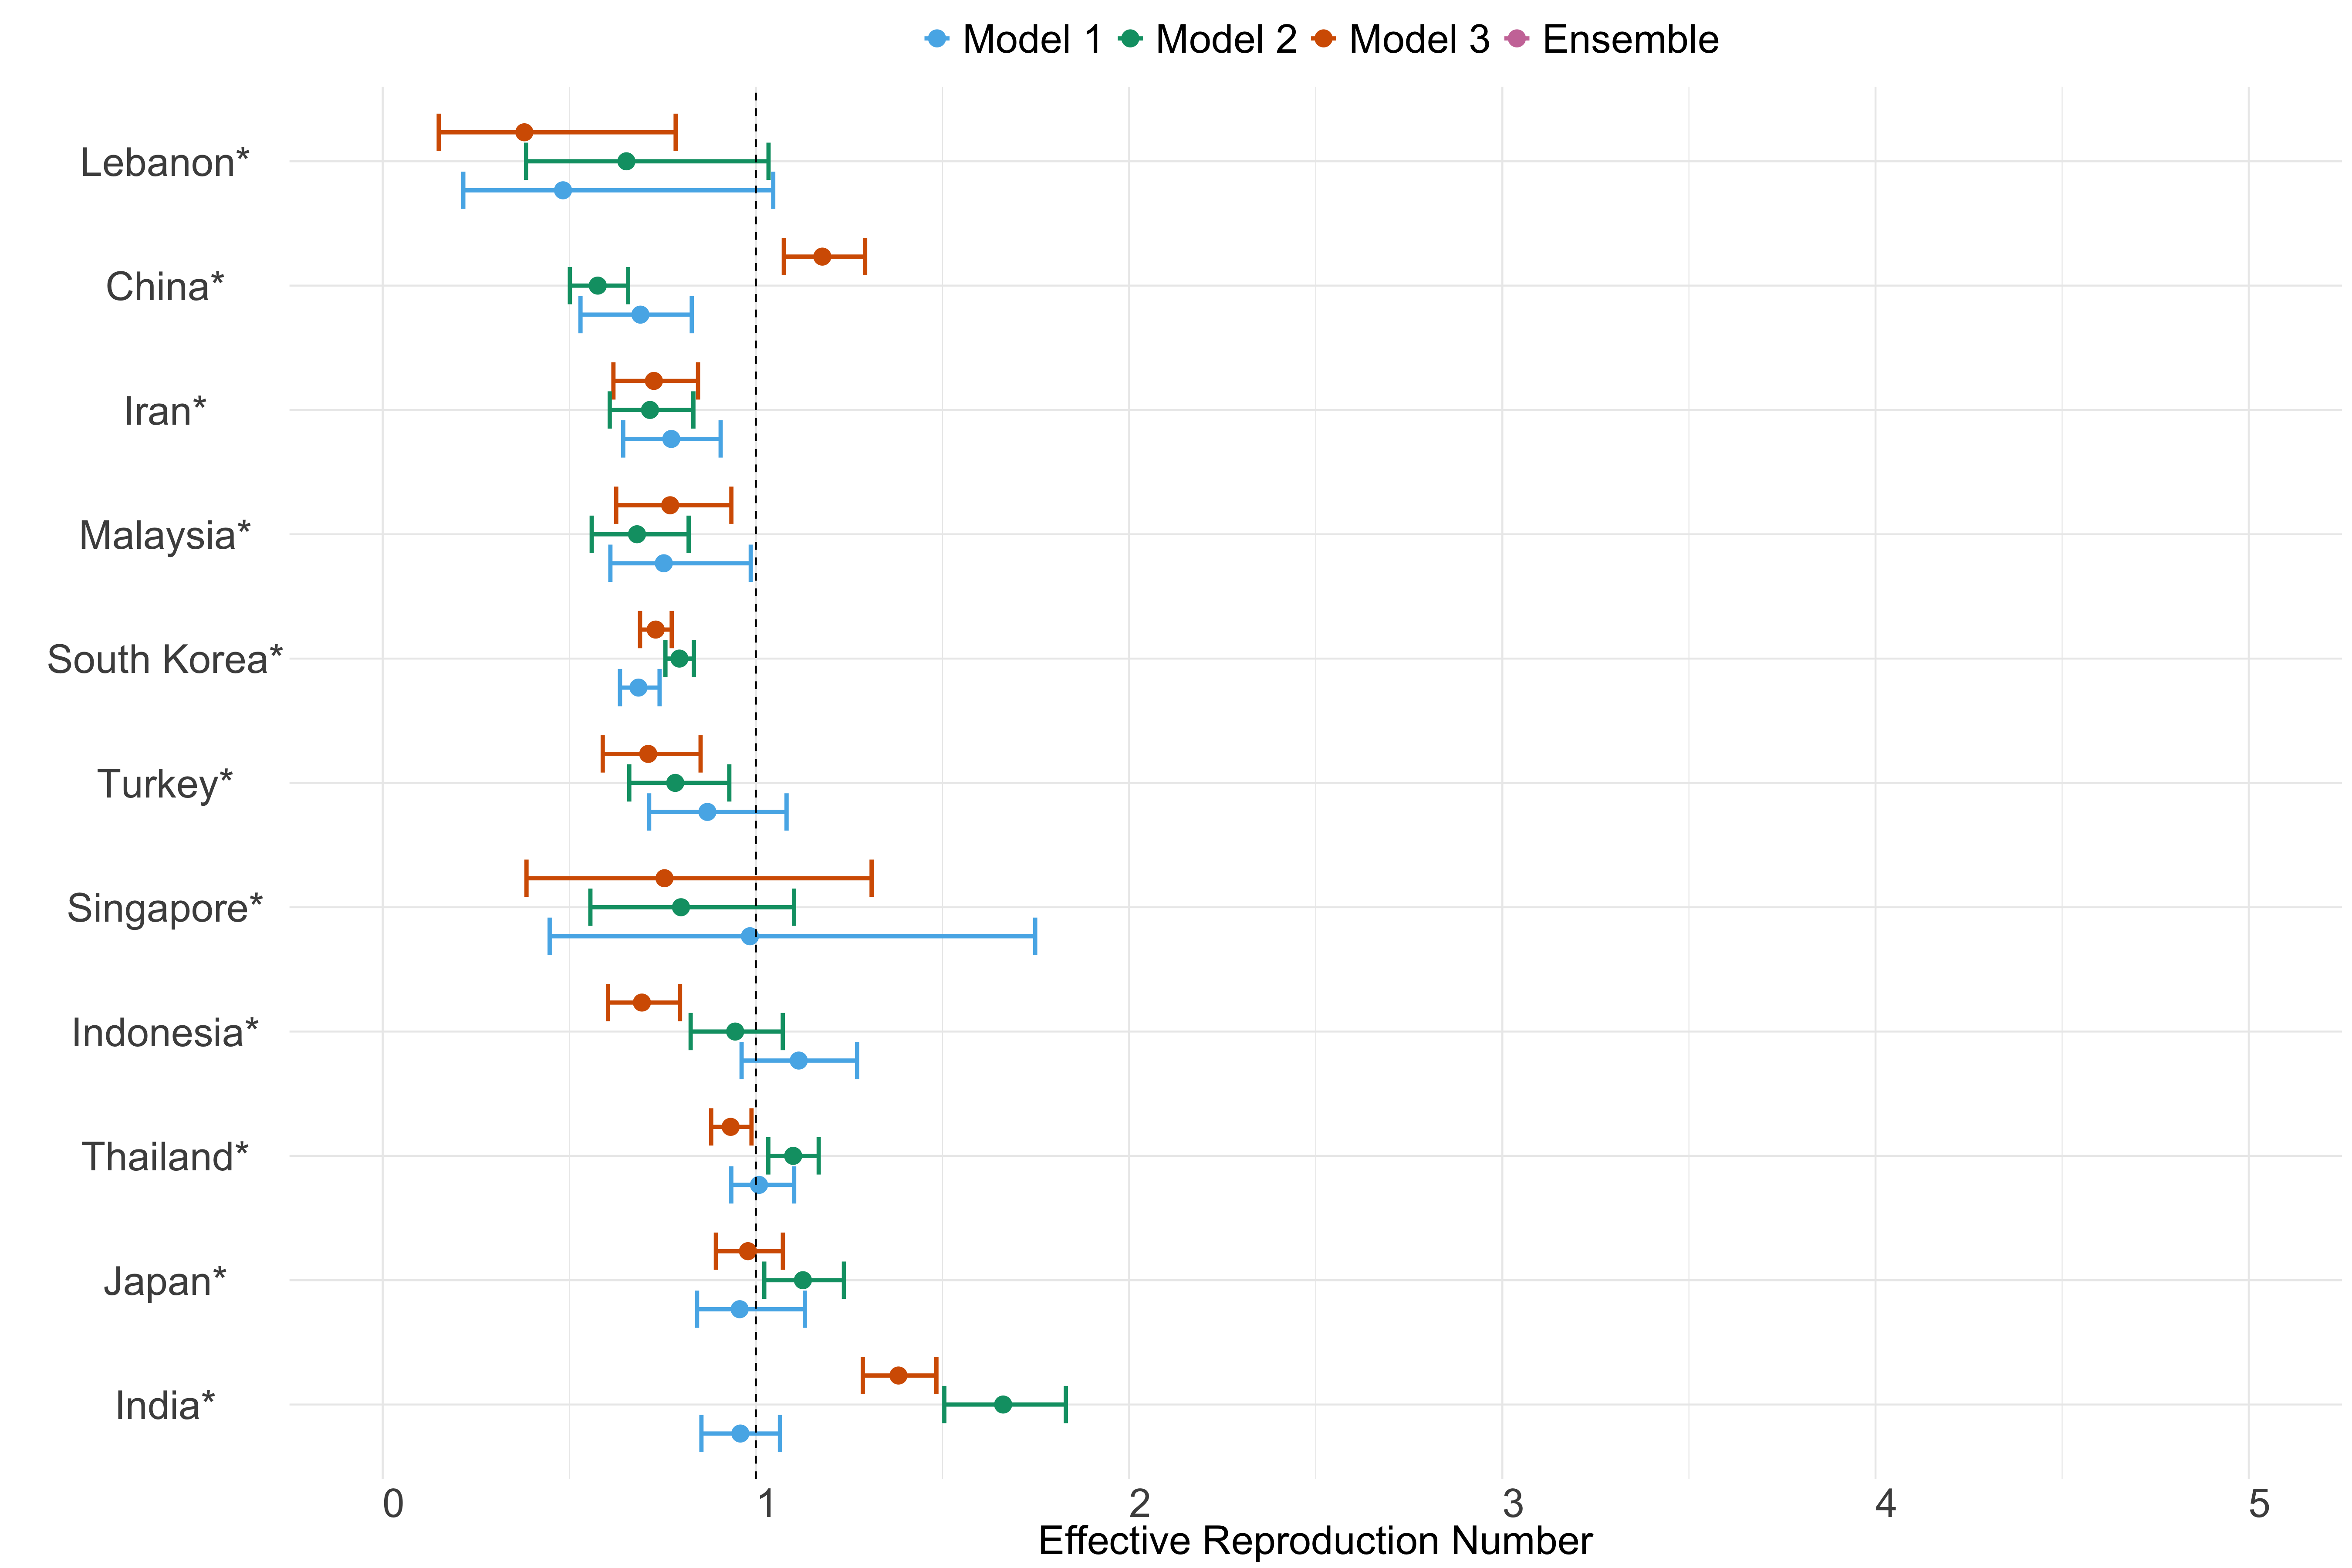 Model 1 Model 2 Model 3 Ensemble
Lebanon*
China*
Iran*
Malaysia*
South Korea*
Turkey*
Singapore*
Indonesia*
Thailand*
Japan*
India*
0 1 2 3 4 5
Effective Reproduction Number